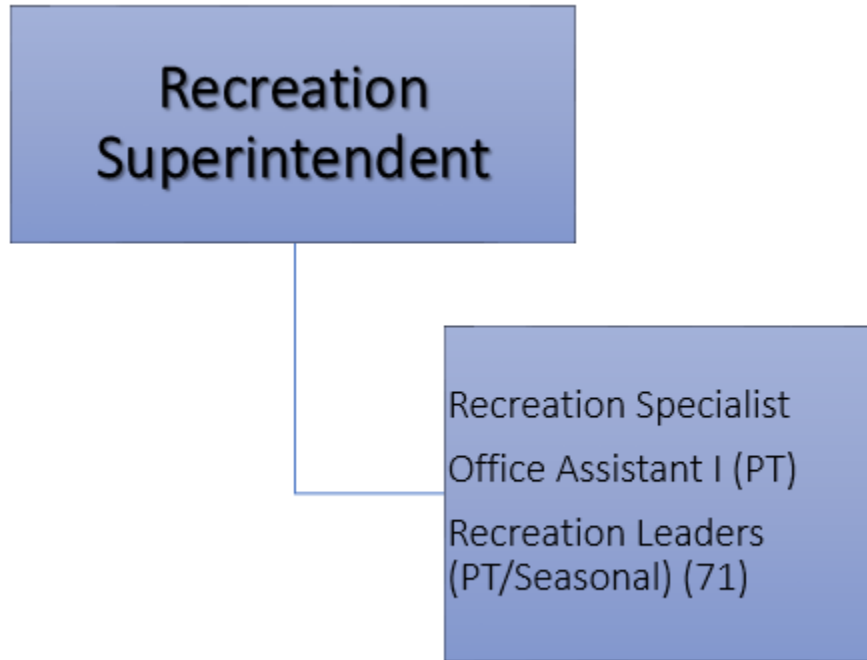 Recreation
Superintendent
Recreation Specialist
Office Assistant I (PT)
Recreation Leaders
(PT/Seasonal) (71)